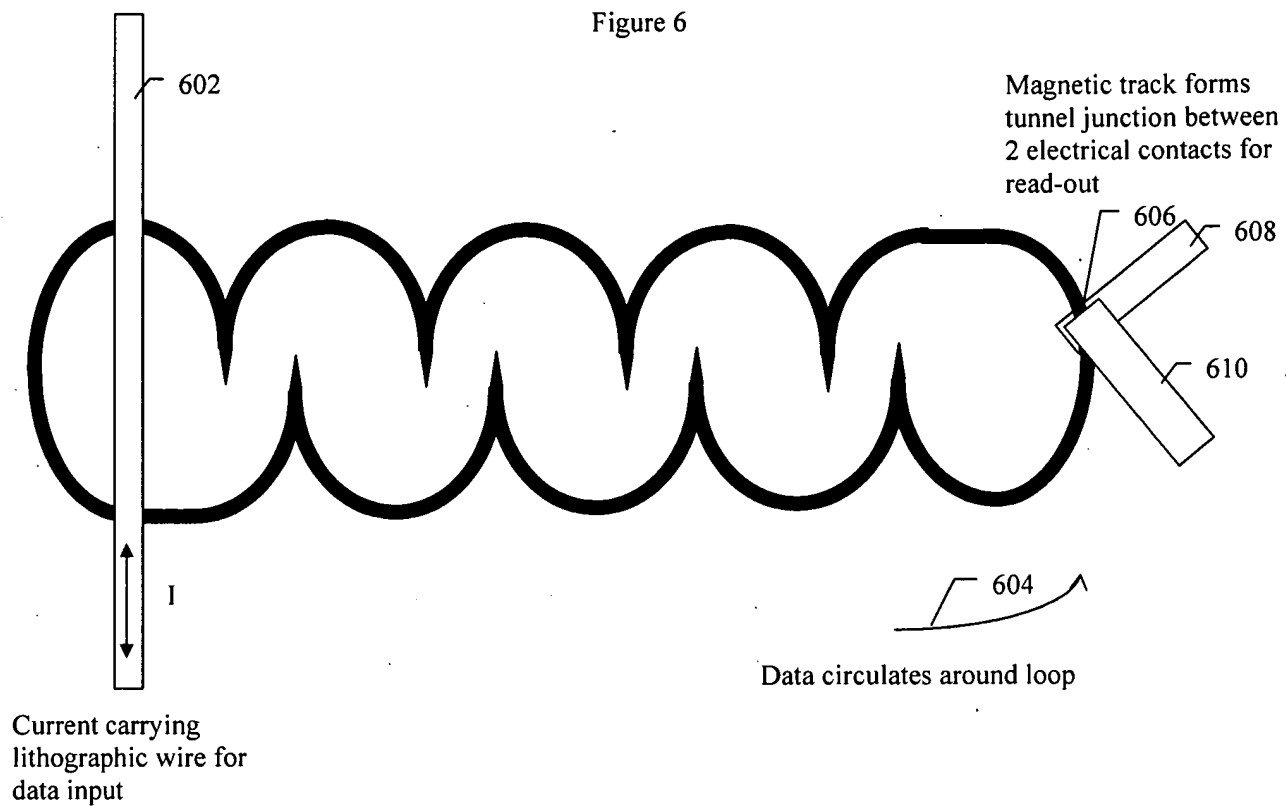 Figure 6
602
Magnetic track forms
tunnel junction between
2 electrical contacts for
read-out
606
608
610
I
604
Data circulates around loop
Current carrying
lithographic wire for
data input